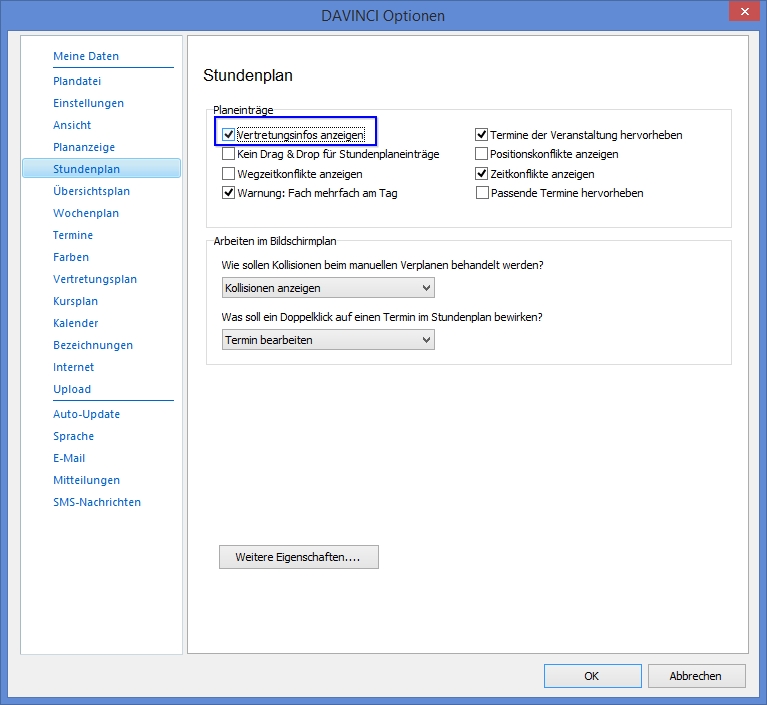 DAVINCI Optionen
Meine Daten
Plandatei
Einstellungen
Ansicht
Plananzeige
Stundenplan
Übersichtsplan
Wochenplan
Termine
Farben
Vertretungsplan
Kursplan
Kalender
Bezeichnungen
Internet
Upload
Auto-Update
Sprache
E-Mail
Mitteilungen
SMS-Nachrichten
Stundenplan
Planeinträge
Vertretungsinfos anzeigen
Termine der Veranstaltung hervorheben
Kein Drag & Drop für Stundenplaneinträge
Positionskonflikte anzeigen
Wegzeitkonflikte anzeigen
Zeitkonflikte anzeigen
Warnung: Fach mehrfach am Tag
Passende Termine hervorheben
Arbeiten im Bildschirmplan
Wie sollen Kollisionen beim manuellen Verplanen behandelt werden?
Kollisionen anzeigen
Was soll ein Doppelklick auf einen Termin im Stundenplan bewirken?
Termin bearbeiten
Weitere Eigenschaften....
OK
Abbrechen